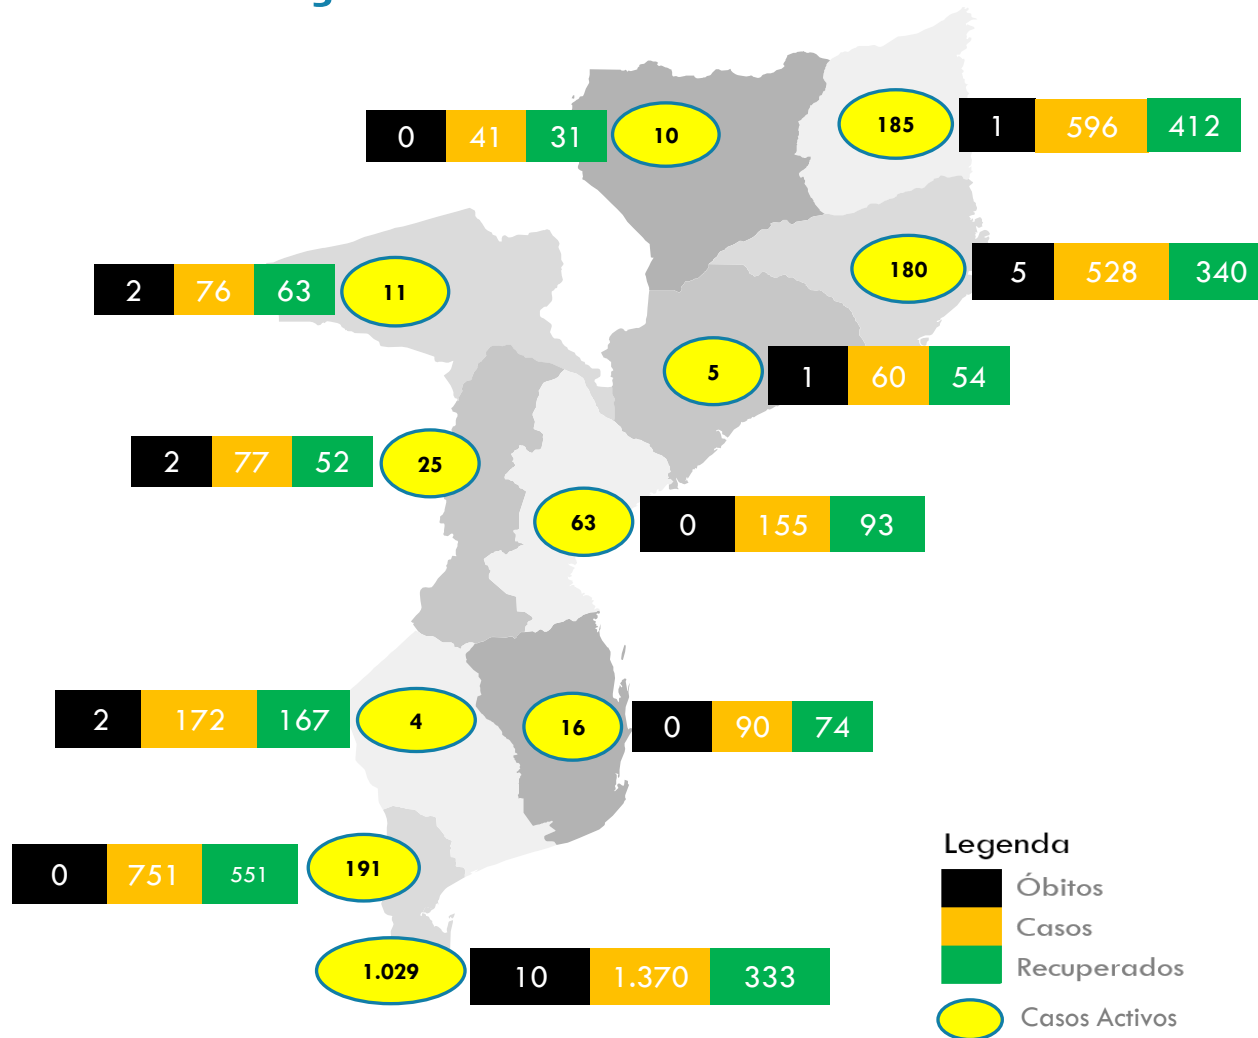 0 41 31 10
185 1 596 412
2 76 63 11
180 5 528 340
5 1 60 54
2 77 52 25
63 0 155 93
2 172 167 4
16 0 90 74
0 751 551 191
1.029 10 1.370 333
Legenda
Óbitos
Casos
Recuperados
Casos Activos